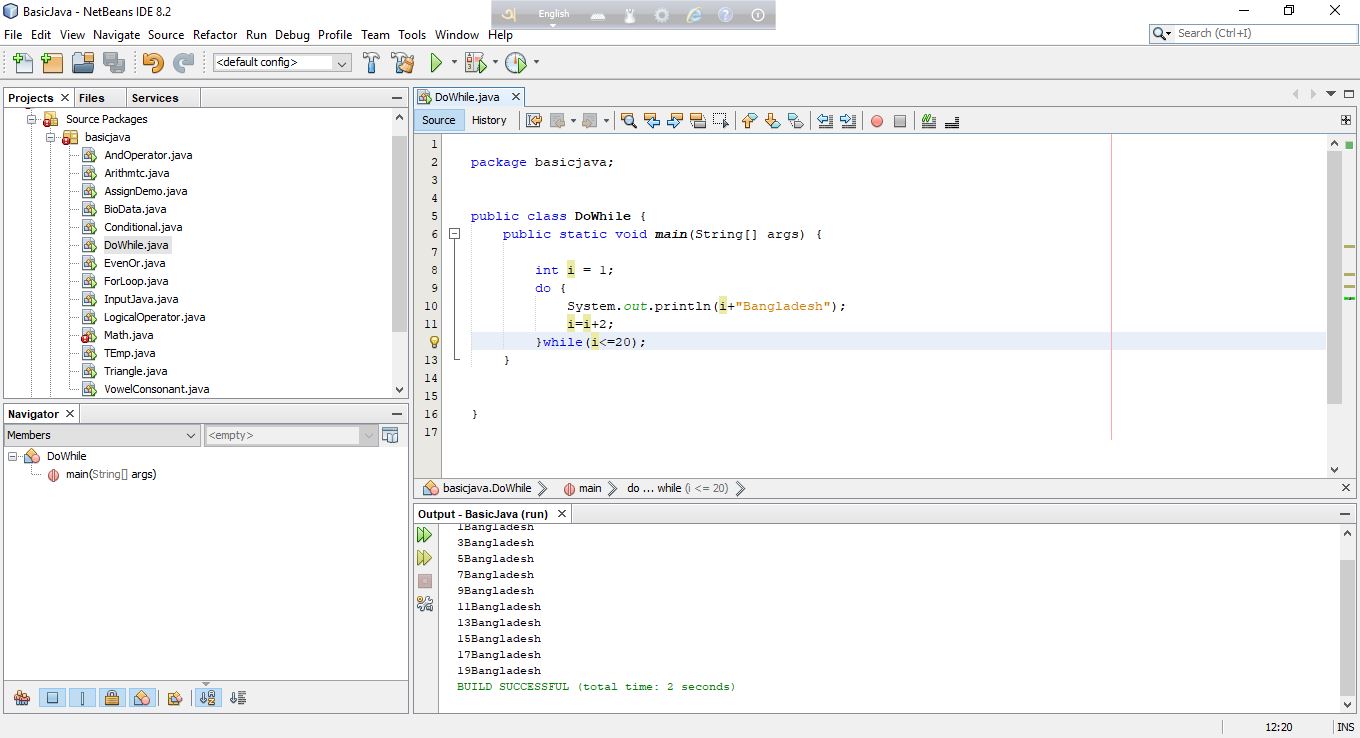 BasicJava - NetBeans IDE 8.2
অ English
File Edit View Navigate Source Refactor Run Debug Profile Team Tools Window Help
Search (Ctrl+I)
<default config>
Projects Files Services
Source Packages
basicjava
AndOperator.java
Arithmtc.java
AssignDemo.java
BioData.java
Conditional.java
DoWhile.java
EvenOr.java
ForLoop.java
InputJava.java
LogicalOperator.java
Math.java
TEmp.java
Triangle.java
VowelConsonant.java
Navigator
Members <empty>
DoWhile
main(String[] args)
DoWhile.java
Source History
1
2 package basicjava;
3
4
5 public class DoWhile {
6 public static void main(String[] args) {
7
8 int i = 1;
9 do {
10 System.out.println(i+"Bangladesh");
11 i=i+2;
}while(i<=20);
13 }
14
15
16 }
17
basicjava.DoWhile main do ... while (i <= 20)
Output - BasicJava (run)
1Bangladesh
3Bangladesh
5Bangladesh
7Bangladesh
9Bangladesh
11Bangladesh
13Bangladesh
15Bangladesh
17Bangladesh
19Bangladesh
BUILD SUCCESSFUL (total time: 2 seconds)
12:20 INS